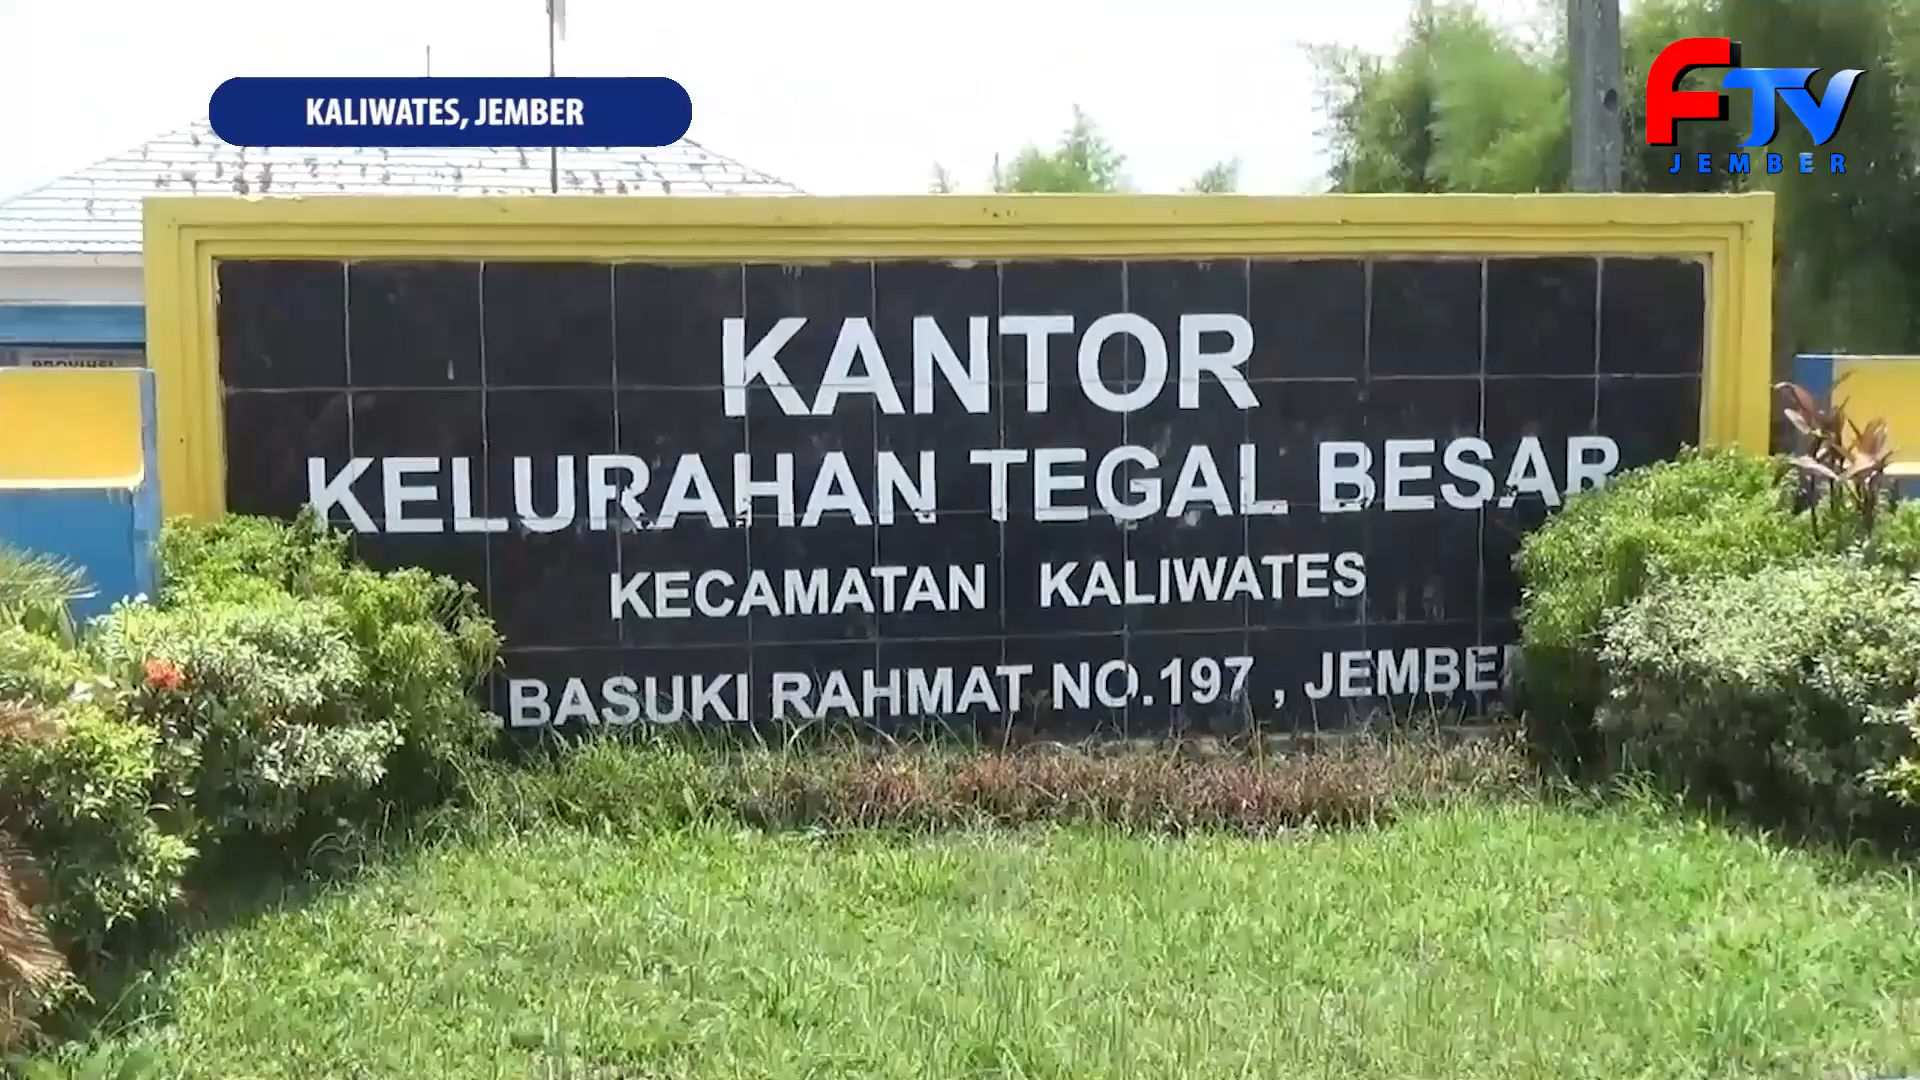 KALIWATES, JEMBER
FTV
JEMBER
KANTOR
KELURAHAN TEGAL BESAR
KECAMATAN KALIWATES
BASUKI RAHMAT NO.197 , JEMBER